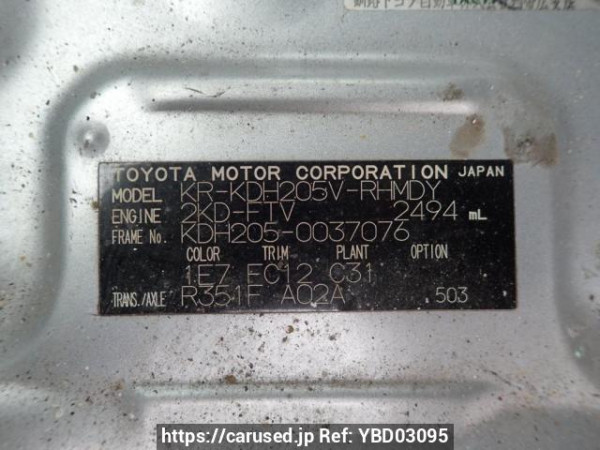 TOYOTA MOTOR CORPORATION JAPAN
MODEL KR-KDH205V-RHMDY
ENGINE 2KD-FTV 2494 mL
FRAME No. KDH205-0037076
COLOR TRIM PLANT OPTION
1E7 EC12 C31
TRANS./AXLE R351F A02A 503
https://carused.jp Ref: YBD03095